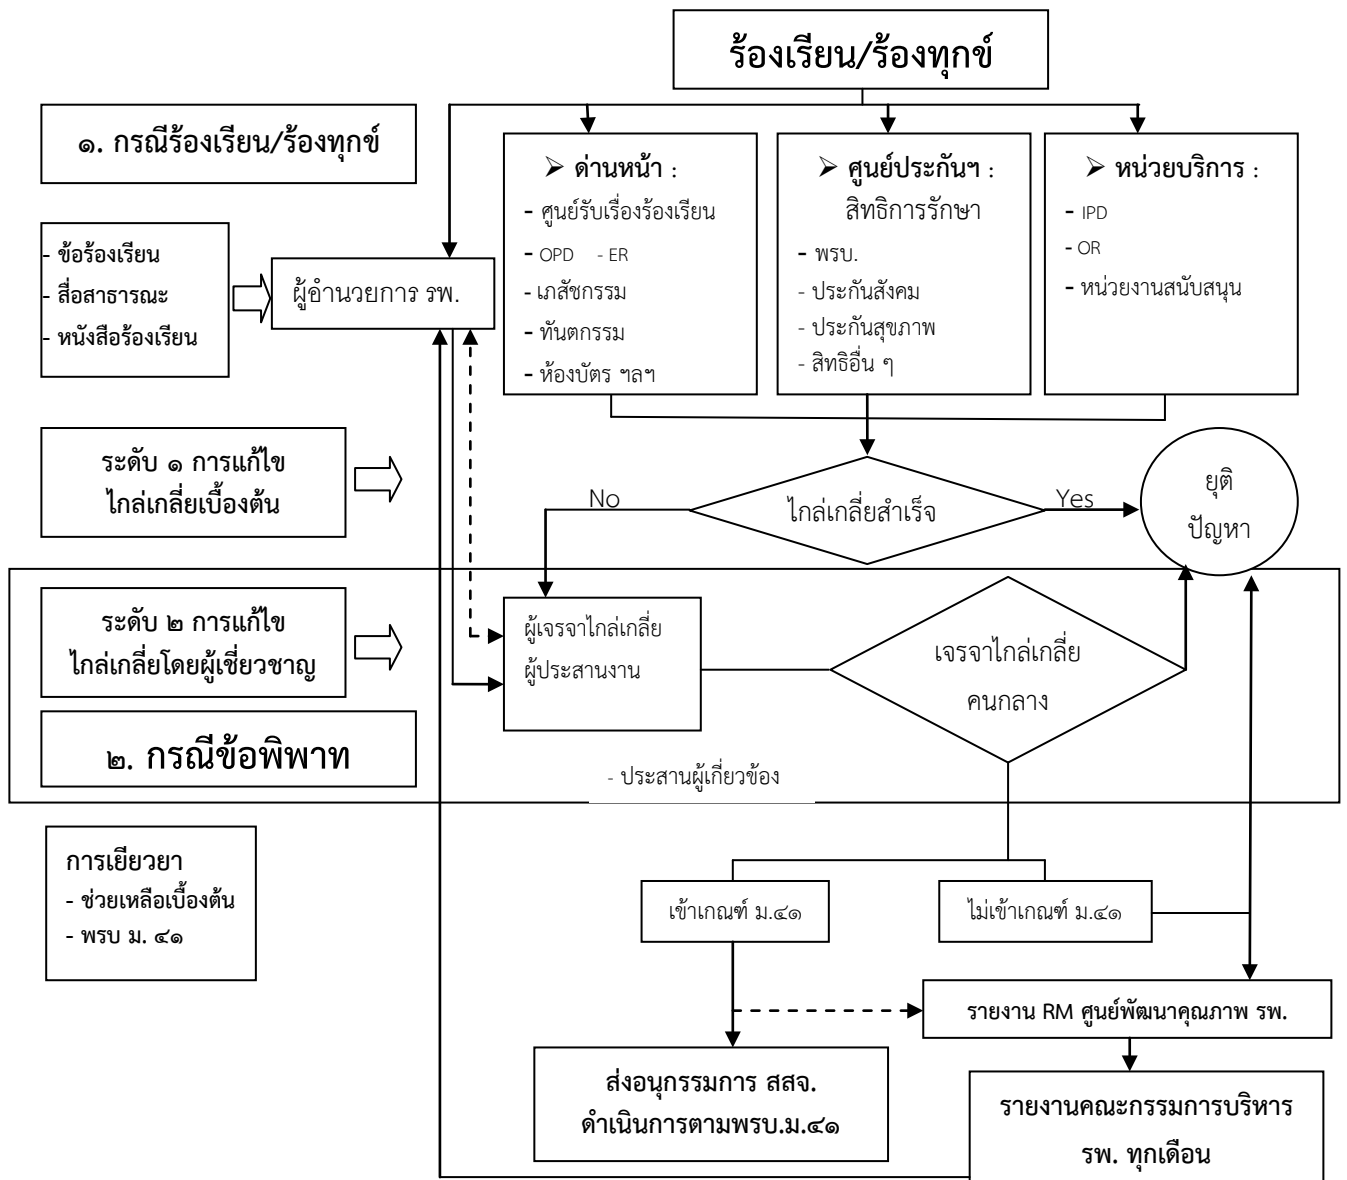 ร้องเรียน/ร้องทุกข์
๑. กรณีร้องเรียน/ร้องทุกข์
- ข้อร้องเรียน
- สื่อสาธารณะ
- หนังสือร้องเรียน
ผู้อำนวยการ รพ.
➢ ด่านหน้า :
- ศูนย์รับเรื่องร้องเรียน
- OPD - ER
- เภสัชกรรม
- ทันตกรรม
- ห้องบัตร ฯลฯ
➢ ศูนย์ประกันฯ :
สิทธิการรักษา
- พรบ.
- ประกันสังคม
- ประกันสุขภาพ
- สิทธิอื่น ๆ
➢ หน่วยบริการ :
- IPD
- OR
- หน่วยงานสนับสนุน
ระดับ ๑ การแก้ไข
ไกล่เกลี่ยเบื้องต้น
No
ไกล่เกลี่ยสำเร็จ
Yes
ยุติ
ปัญหา
ระดับ ๒ การแก้ไข
ไกล่เกลี่ยโดยผู้เชี่ยวชาญ
ผู้เจรจาไกล่เกลี่ย
ผู้ประสานงาน
เจรจาไกล่เกลี่ย
คนกลาง
๒. กรณีข้อพิพาท
- ประสานผู้เกี่ยวข้อง
การเยียวยา
- ช่วยเหลือเบื้องต้น
- พรบ ม. ๔๑
เข้าเกณฑ์ ม.๔๑
ไม่เข้าเกณฑ์ ม.๔๑
รายงาน RM ศูนย์พัฒนาคุณภาพ รพ.
ส่งอนุกรรมการ สสจ.
ดำเนินการตามพรบ.ม.๔๑
รายงานคณะกรรมการบริหาร
รพ. ทุกเดือน